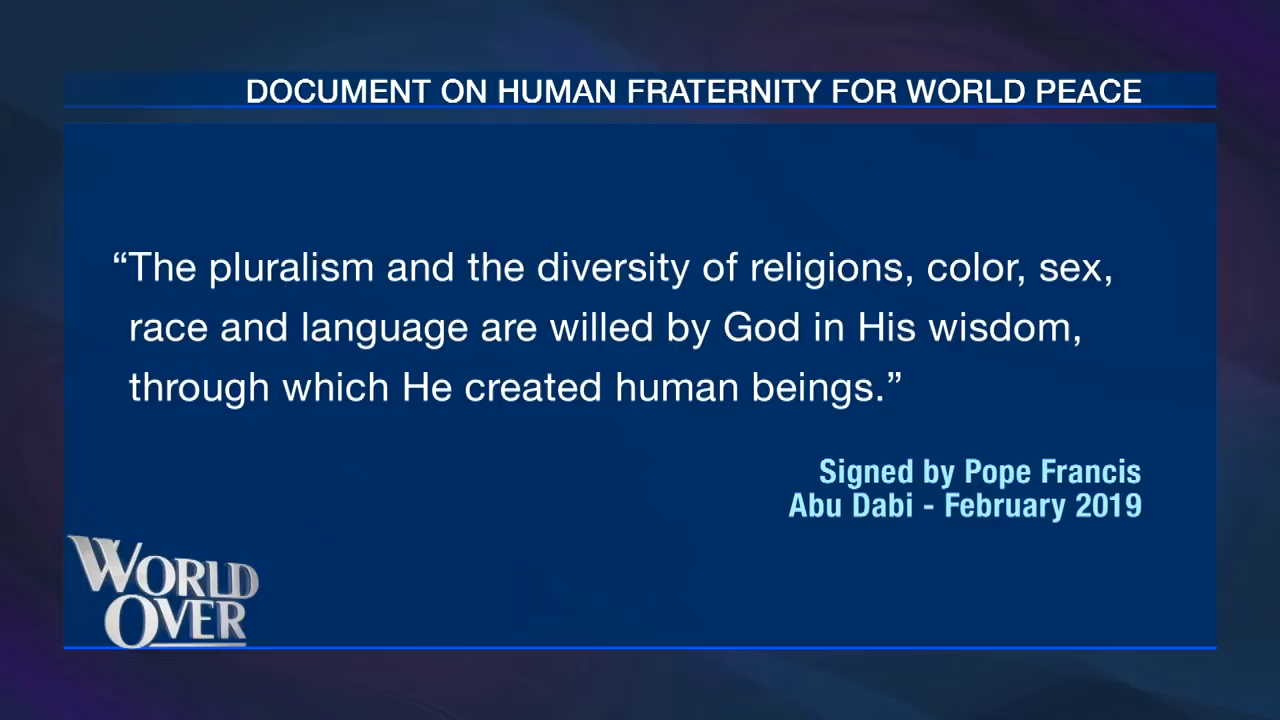 DOCUMENT ON HUMAN FRATERNITY FOR WORLD PEACE
“The pluralism and the diversity of religions, color, sex,
race and language are willed by God in His wisdom,
through which He created human beings.”
Signed by Pope Francis
Abu Dabi - February 2019
WORLD
OVER